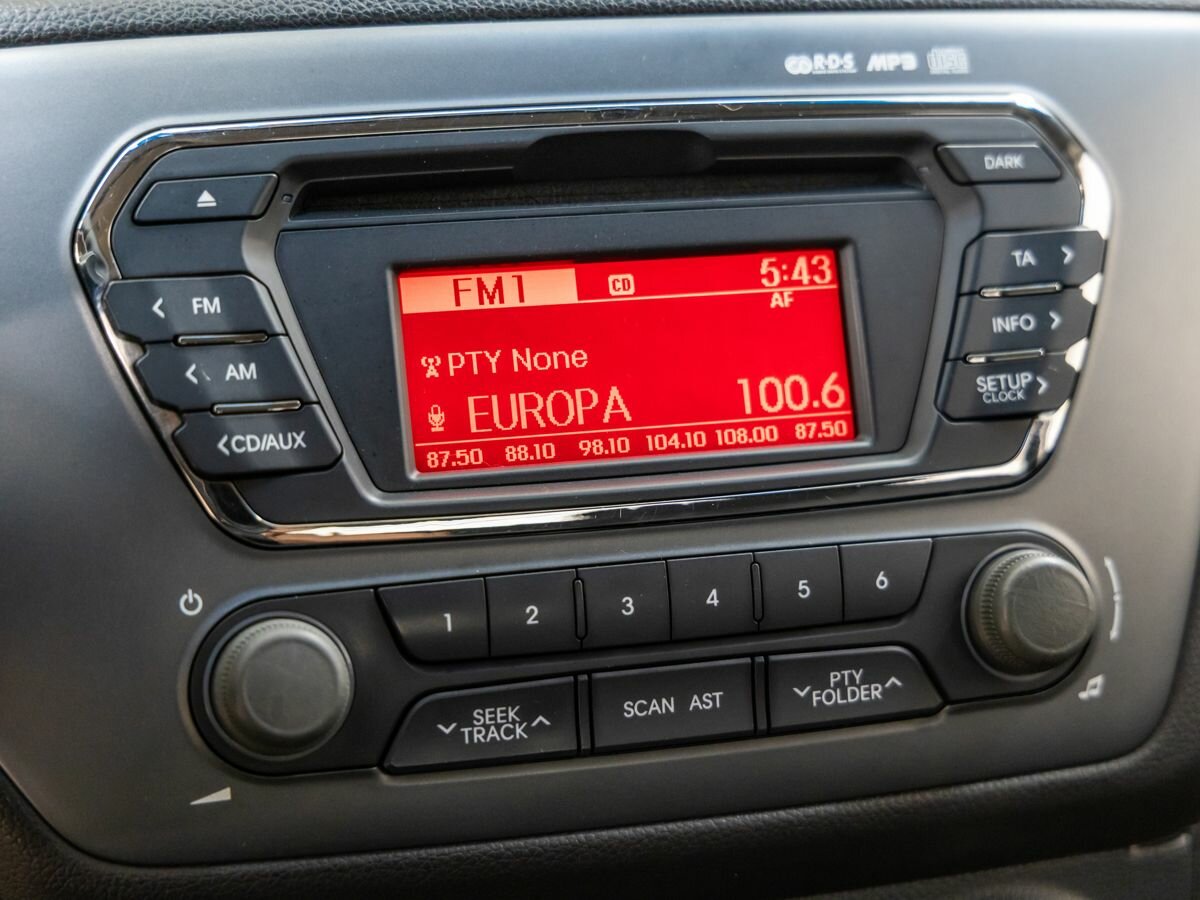 R·D·S MP3 disc
DARK
FM
AM
CD/AUX
FM1 CD 5:43
AF
PTY None
EUROPA 100.6
87.50 88.10 98.10 104.10 108.00 87.50
TA
INFO
SETUP
CLOCK
1 2 3 4 5 6
SEEK
TRACK
SCAN AST
PTY
FOLDER